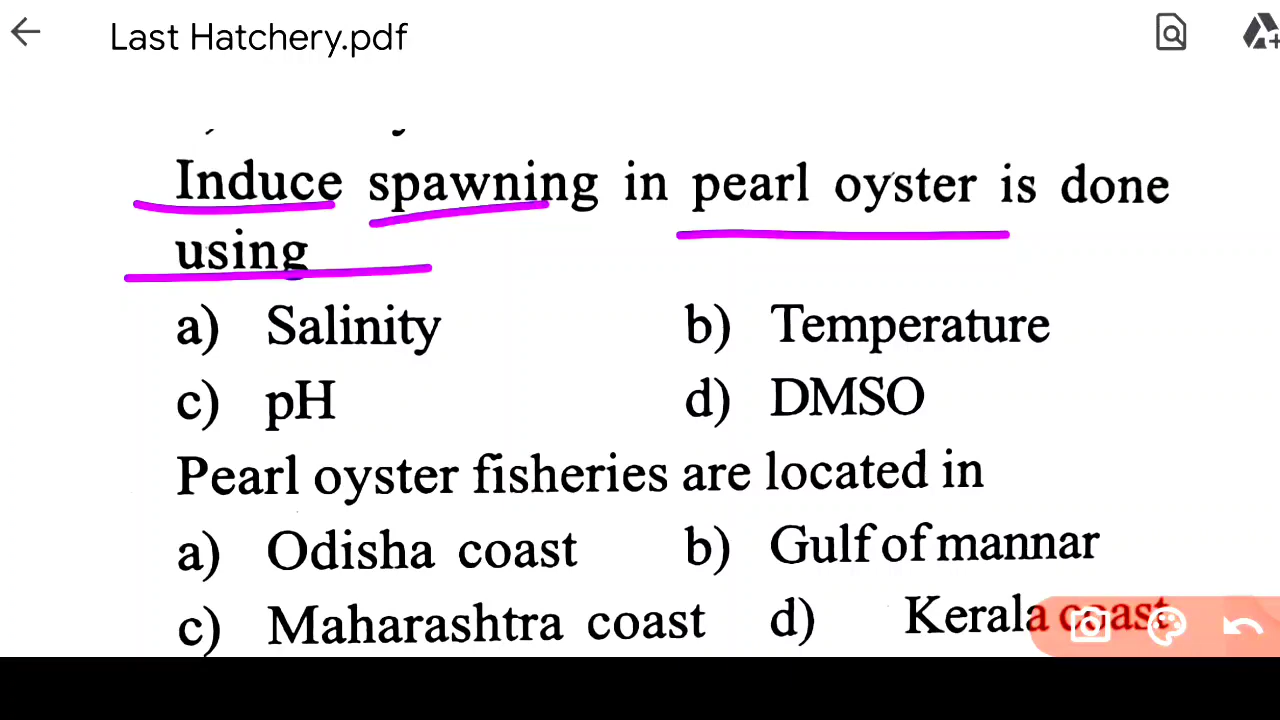 Last Hatchery.pdf
Induce spawning in pearl oyster is done
using
a) Salinity b) Temperature
c) pH d) DMSO
Pearl oyster fisheries are located in
a) Odisha coast b) Gulf of mannar
c) Maharashtra coast d) Kerala coast